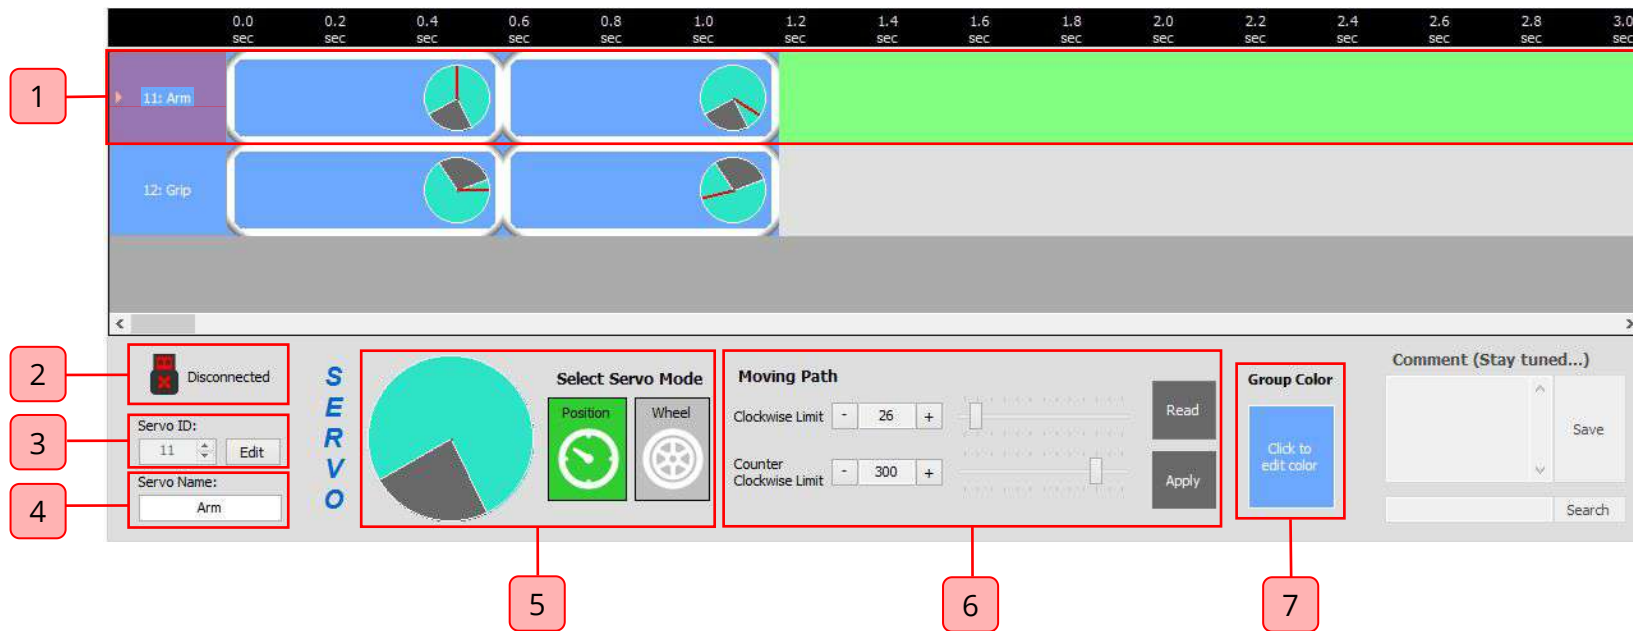 0.0 0.2 0.4 0.6 0.8 1.0 1.2 1.4 1.6 1.8 2.0 2.2 2.4 2.6 2.8 3.0
sec sec sec sec sec sec sec sec sec sec sec sec sec sec sec sec
1
11: Arm
12: Grip
2
Disconnected
3
Servo ID:
11
Edit
4
Servo Name:
Arm
SERVO
Select Servo Mode
Position Wheel
Moving Path
Clockwise Limit - 26 +
Counter
Clockwise Limit - 300 +
Read
Apply
Group Color
Click to
edit color
Comment (Stay tuned...)
Save
Search
5
6
7